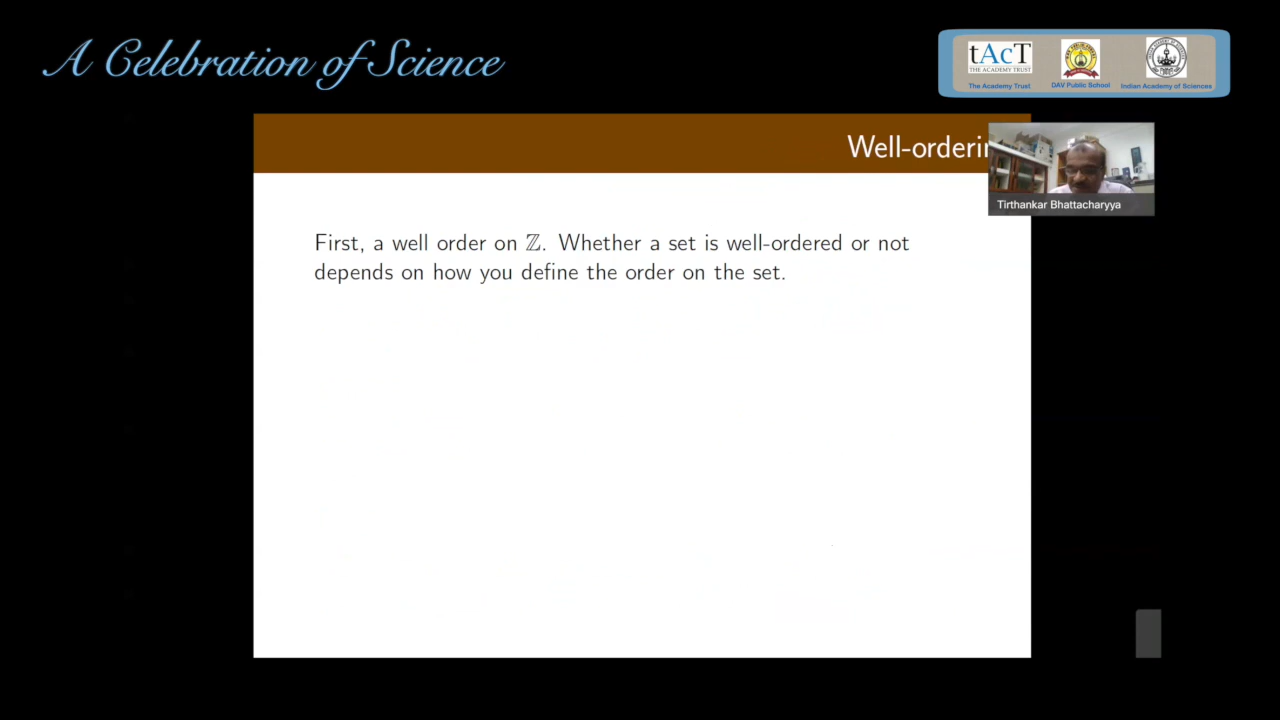 A Celebration of Science
tAcT
THE ACADEMY TRUST
The Academy Trust
DAV Public School
Indian Academy of Sciences
Well-orderin
Tirthankar Bhattacharyya
First, a well order on ℤ. Whether a set is well-ordered or not
depends on how you define the order on the set.